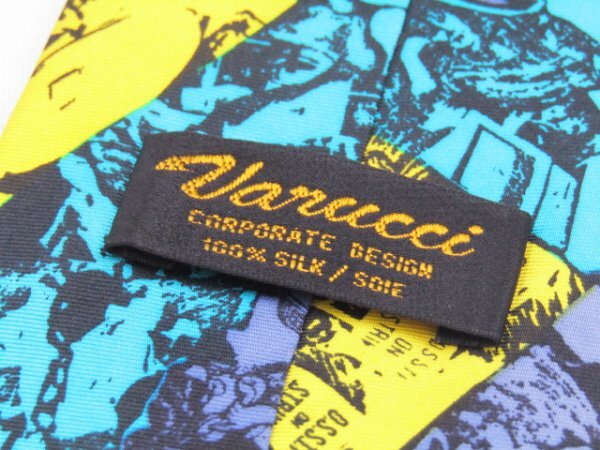 Varucci
CORPORATE DESIGN
100% SILK / SOIE